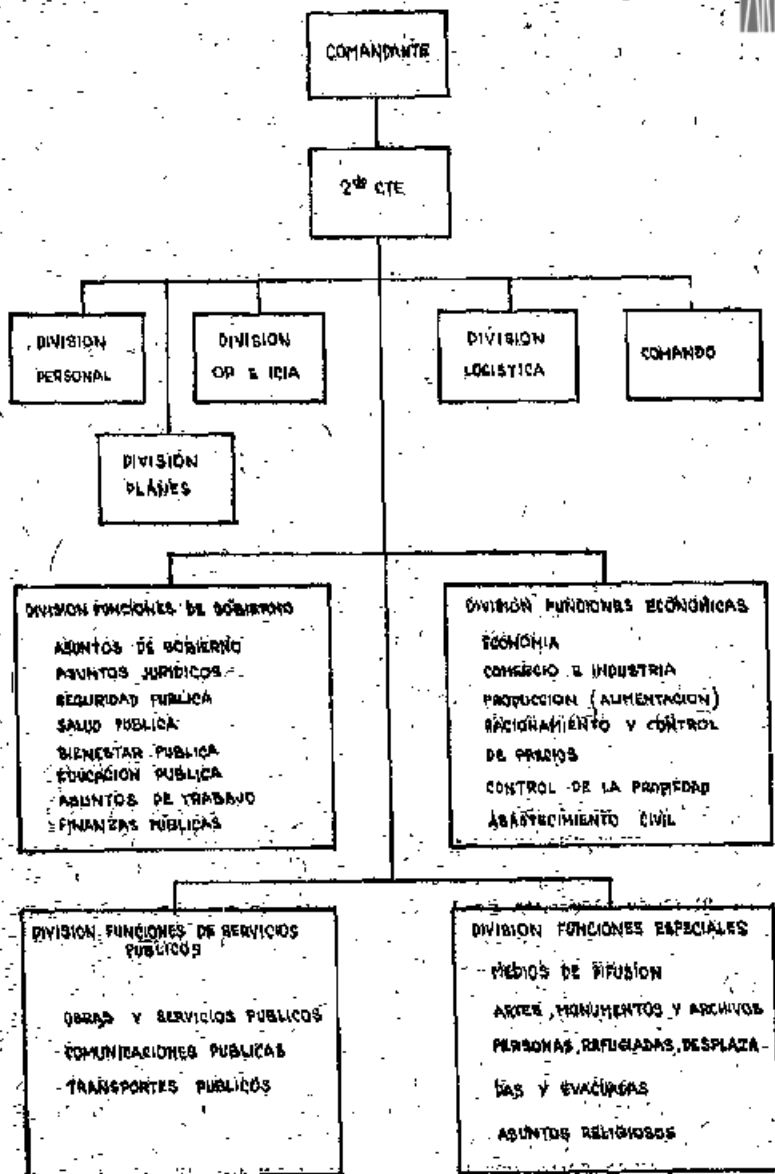 COMANDANTE
2do CTE
DIVISION
PERSONAL
DIVISION
OP E ICIA
DIVISION
LOGISTICA
COMANDO
DIVISIÓN
PLANES
DIVISION FUNCIONES DE GOBIERNO
ASUNTOS DE GOBIERNO
ASUNTOS JURIDICOS
SEGURIDAD PUBLICA
SALUD PUBLICA
BIENESTAR PUBLICA
EDUCACION PUBLICA
ASUNTOS DE TRABAJO
FINANZAS PUBLICAS
DIVISION FUNCIONES ECONOMICAS
ECONOMIA
COMERCIO E INDUSTRIA
PRODUCCION (ALIMENTACION)
RACIONAMIENTO Y CONTROL
DE PRECIOS
CONTROL DE LA PROPIEDAD
ABASTECIMIENTO CIVIL
DIVISION FUNCIONES DE SERVICIOS
PUBLICOS
OBRAS Y SERVICIOS PUBLICOS
-COMUNICACIONES PUBLICAS
-TRANSPORTES PUBLICOS
DIVISION FUNCIONES ESPECIALES
-MEDIOS DE DIFUSION
ARTES, MONUMENTOS Y ARCHIVOS
PERSONAS, REFUGIADAS, DESPLAZA-
DAS Y EVACUADAS
ASUNTOS RELIGIOSOS